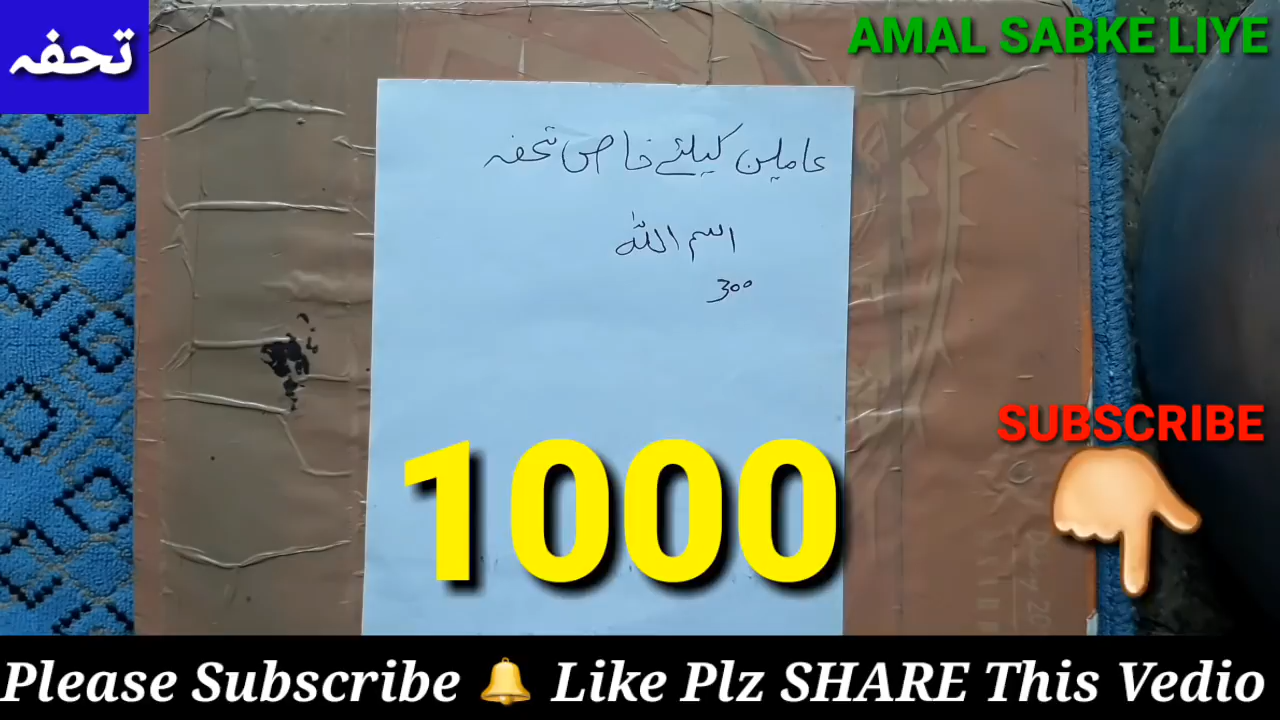 تحفہ
AMAL SABKE LIYE
عاملین کیلئے خاص تحفہ
اسم اللہ
300
1000
SUBSCRIBE
Please Subscribe 🔔 Like Plz SHARE This Vedio